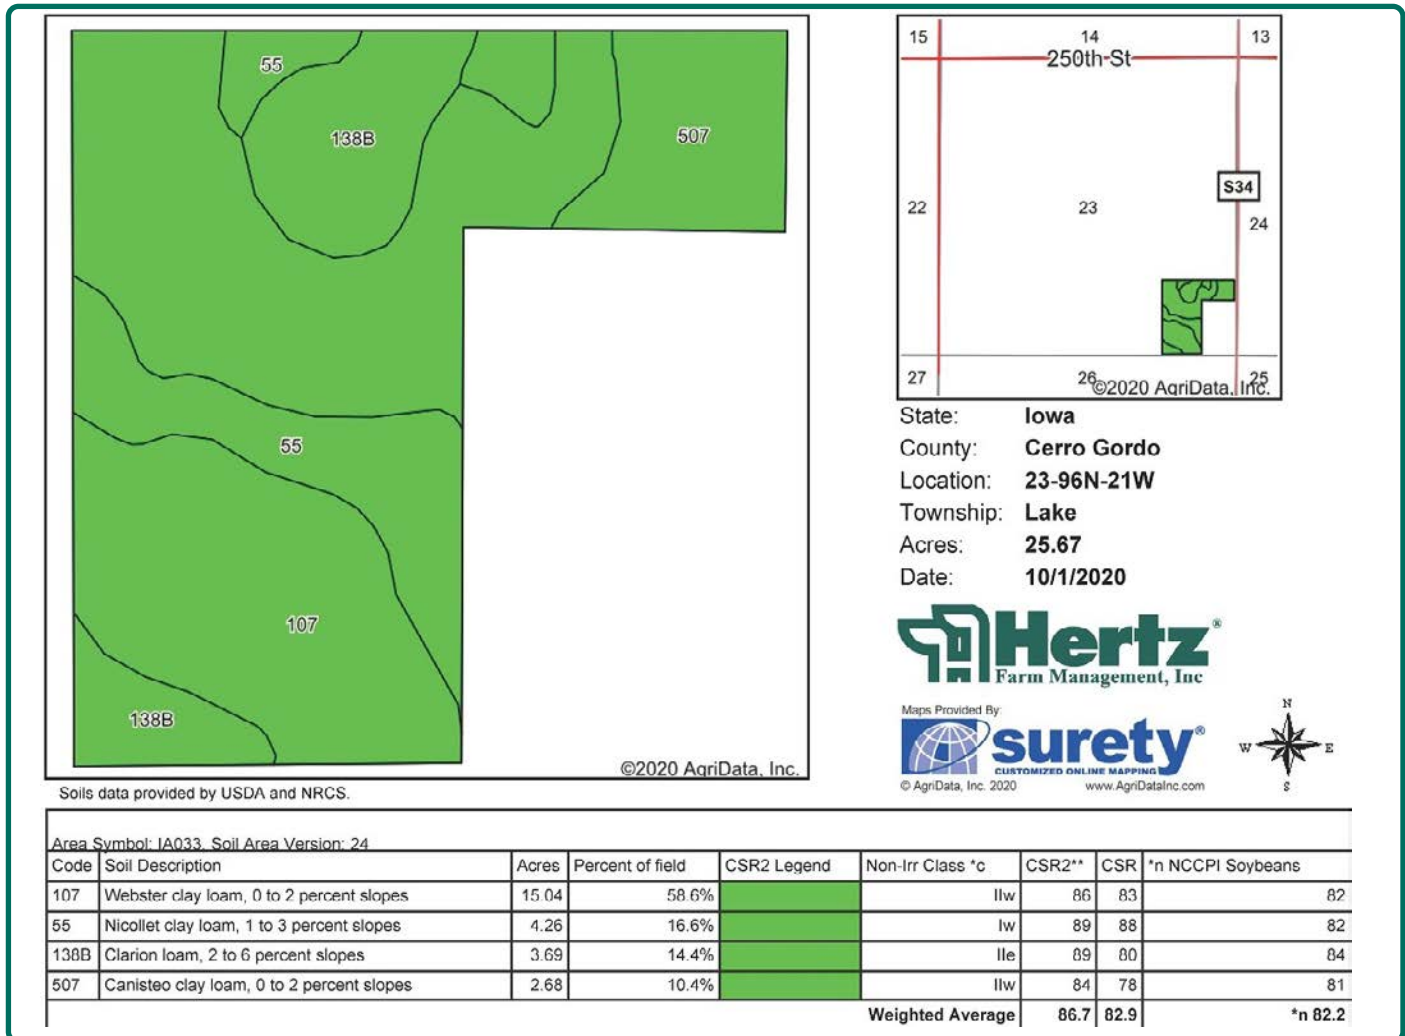 55
138B
507
55
107
138B
©2020 AgriData, Inc.
Soils data provided by USDA and NRCS.
15
14
13
250th St
S34
22
23
24
27
26
25
©2020 AgriData, Inc.
State: Iowa
County: Cerro Gordo
Location: 23-96N-21W
Township: Lake
Acres: 25.67
Date: 10/1/2020
Hertz®
Farm Management, Inc
Maps Provided By:
surety®
CUSTOMIZED ONLINE MAPPING
© AgriData, Inc. 2020 www.AgriDataInc.com
N
W E
S
Area Symbol: IA033, Soil Area Version: 24
Code Soil Description Acres Percent of field CSR2 Legend Non-Irr Class *c CSR2** CSR *n NCCPI Soybeans
107 Webster clay loam, 0 to 2 percent slopes 15.04 58.6% IIw 86 83 82
55 Nicollet clay loam, 1 to 3 percent slopes 4.26 16.6% Iw 89 88 82
138B Clarion loam, 2 to 6 percent slopes 3.69 14.4% IIe 89 80 84
507 Canisteo clay loam, 0 to 2 percent slopes 2.68 10.4% IIw 84 78 81
Weighted Average 86.7 82.9 *n 82.2